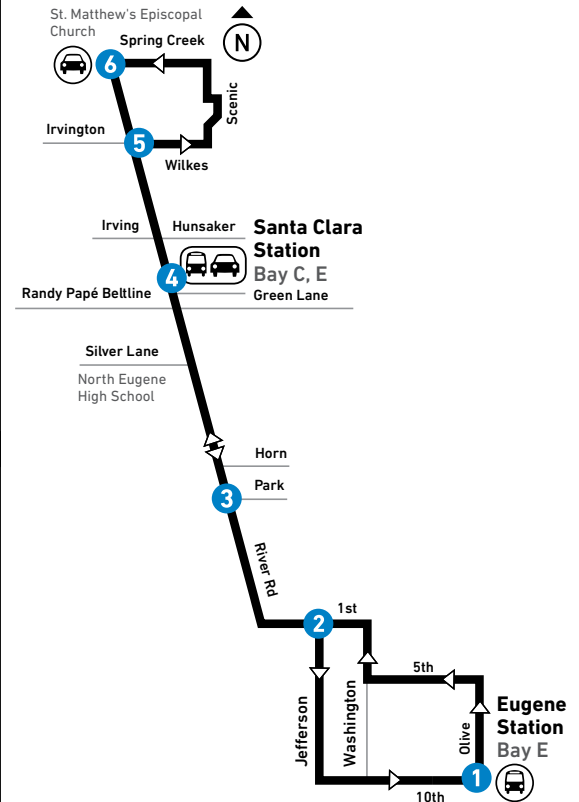 St. Matthew's Episcopal
Church
Spring Creek
N
6
Scenic
Irvington
5
Wilkes
Irving
Hunsaker
Santa Clara
Station
Bay C, E
4
Randy Papé Beltline
Green Lane
Silver Lane
North Eugene
High School
Horn
Park
3
River Rd
1st
2
5th
Jefferson
Washington
Olive
Eugene
Station
Bay E
1
10th